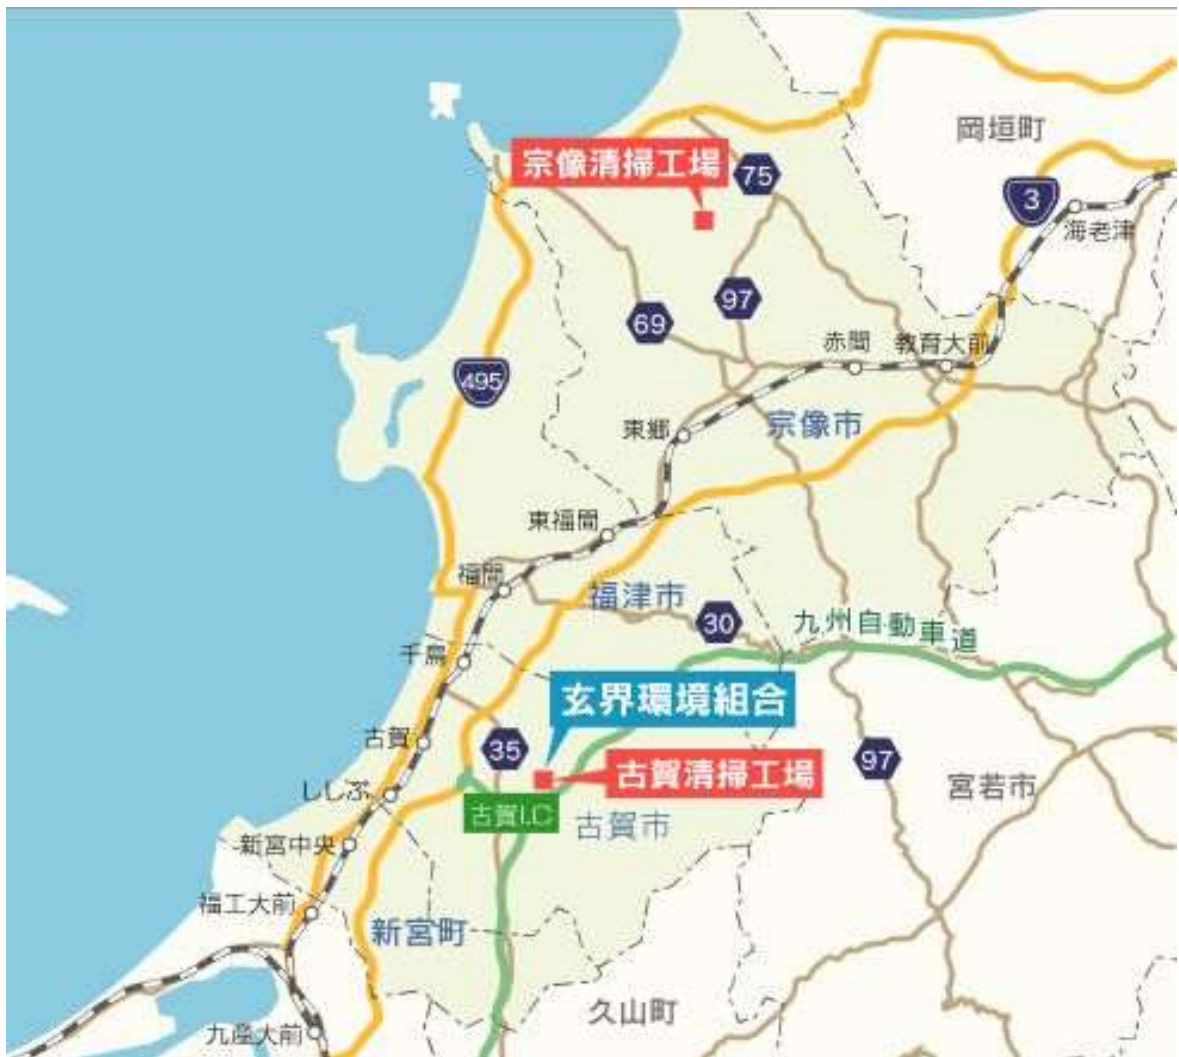 岡垣町
宗像清掃工場
75
3
海老津
97
69
赤間
教育大前
495
宗像市
東郷
東福間
福間
福津市
30
九州自動車道
千鳥
玄界環境組合
古賀
35
古賀清掃工場
97
ししぶ
宮若市
古賀I.C
古賀市
新宮中央
福工大前
新宮町
久山町
九産大前